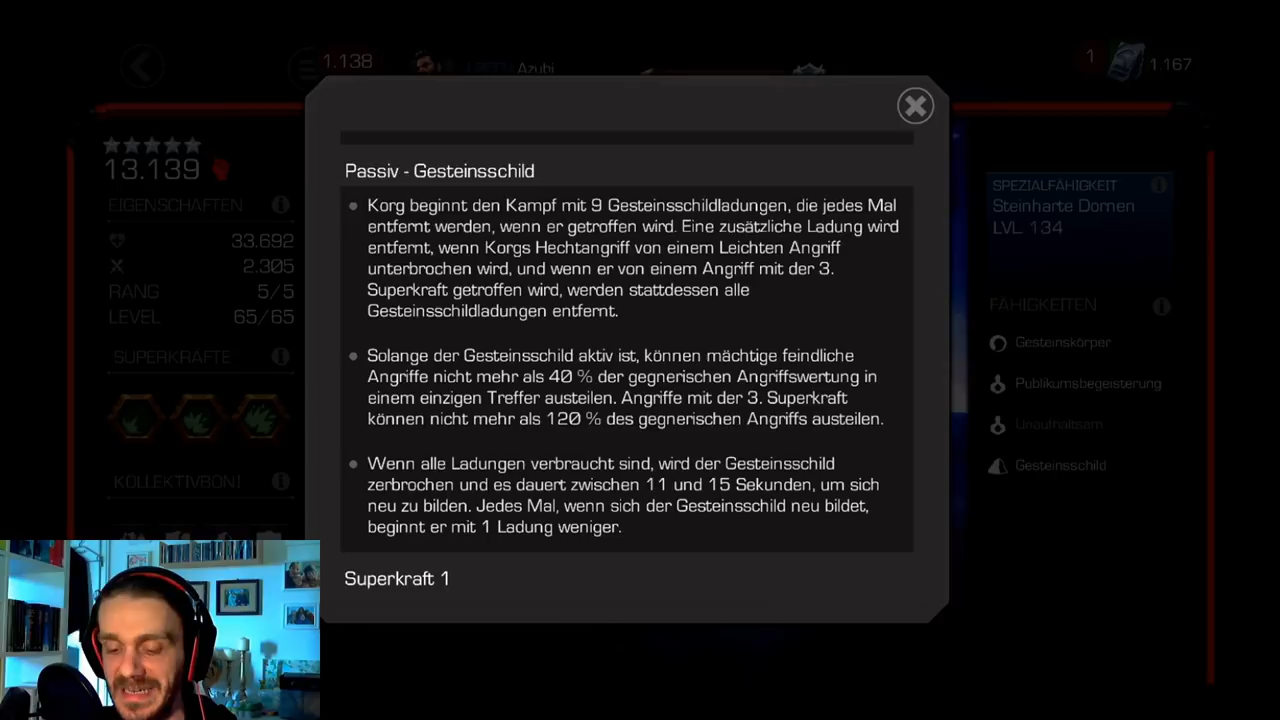 1.138
Azubi
1
1.167
13.139
EIGENSCHAFTEN
33.692
2.305
RANG 5/5
LEVEL 65/65
SUPERKRÄFTE
KOLLEKTIVBONI
Passiv - Gesteinsschild
Korg beginnt den Kampf mit 9 Gesteinsschildladungen, die jedes Mal
entfernt werden, wenn er getroffen wird. Eine zusätzliche Ladung wird
entfernt, wenn Korgs Hechtangriff von einem Leichten Angriff
unterbrochen wird, und wenn er von einem Angriff mit der 3.
Superkraft getroffen wird, werden stattdessen alle
Gesteinsschildladungen entfernt.
Solange der Gesteinsschild aktiv ist, können mächtige feindliche
Angriffe nicht mehr als 40 % der gegnerischen Angriffswertung in
einem einzigen Treffer austeilen. Angriffe mit der 3. Superkraft
können nicht mehr als 120 % des gegnerischen Angriffs austeilen.
Wenn alle Ladungen verbraucht sind, wird der Gesteinsschild
zerbrochen und es dauert zwischen 11 und 15 Sekunden, um sich
neu zu bilden. Jedes Mal, wenn sich der Gesteinsschild neu bildet,
beginnt er mit 1 Ladung weniger.
Superkraft 1
SPEZIALFÄHIGKEIT
Steinharte Dornen
LVL 134
FÄHIGKEITEN
Gesteinskörper
Publikumsbegeisterung
Unaufhaltsam
Gesteinsschild